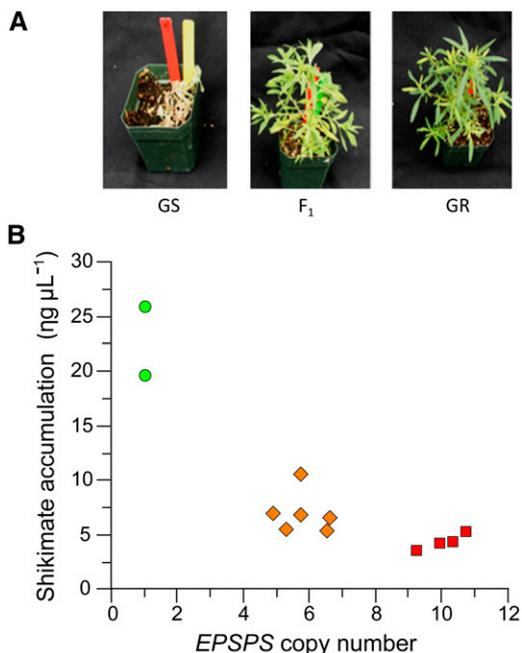 A
GS
F₁
GR
B
Shikimate accumulation (ηg µL⁻¹)
30
25
20
15
10
5
0
0 2 4 6 8 10 12
EPSPS copy number